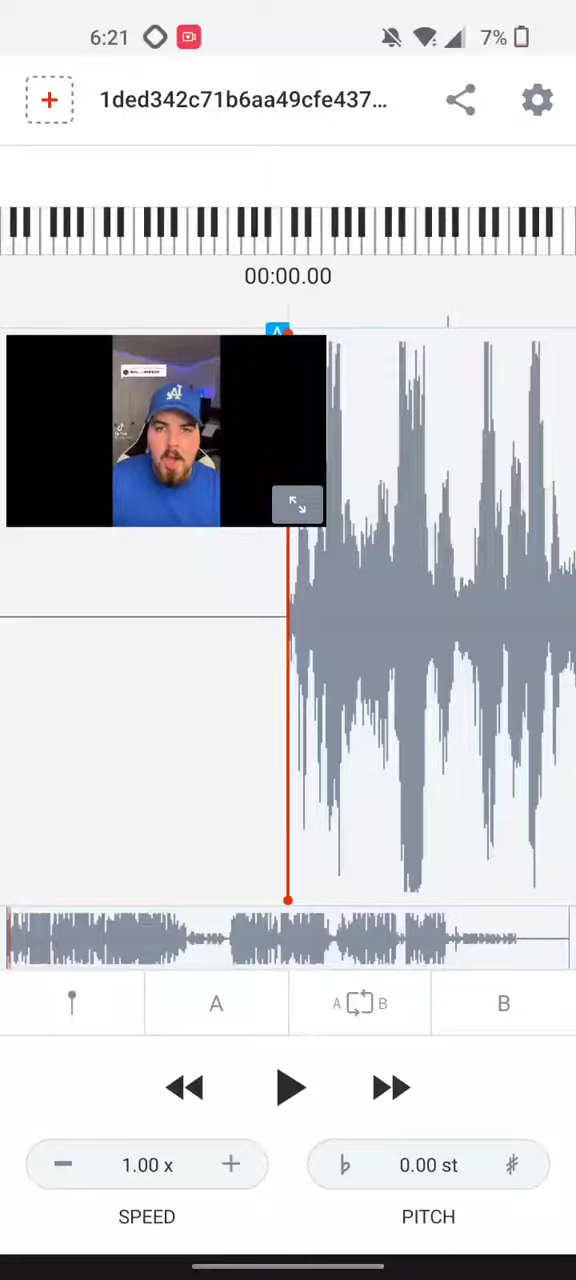 6:21
7%
1ded342c71b6aa49cfe437...
00:00.00
A
A
A B
B
1.00 x
0.00 st
SPEED
PITCH